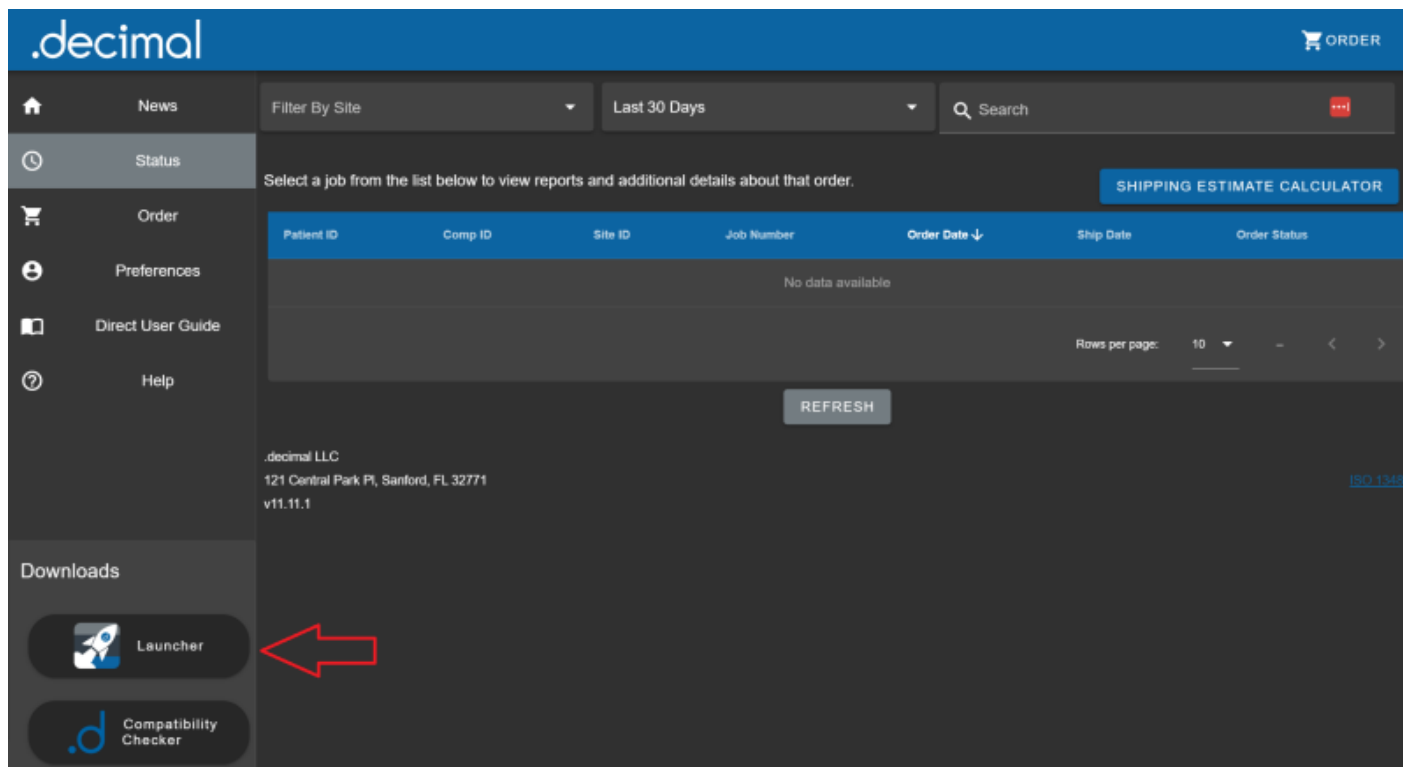 .decimal
ORDER
News
Status
Order
Preferences
Direct User Guide
Help
Filter By Site
Last 30 Days
Search
Select a job from the list below to view reports and additional details about that order.
SHIPPING ESTIMATE CALCULATOR
Patient ID Comp ID Site ID Job Number Order Date Ship Date Order Status
No data available
Rows per page: 10 –
REFRESH
.decimal LLC
121 Central Park Pl, Sanford, FL 32771
v11.11.1
ISO 1348
Downloads
Launcher
.d Compatibility
Checker